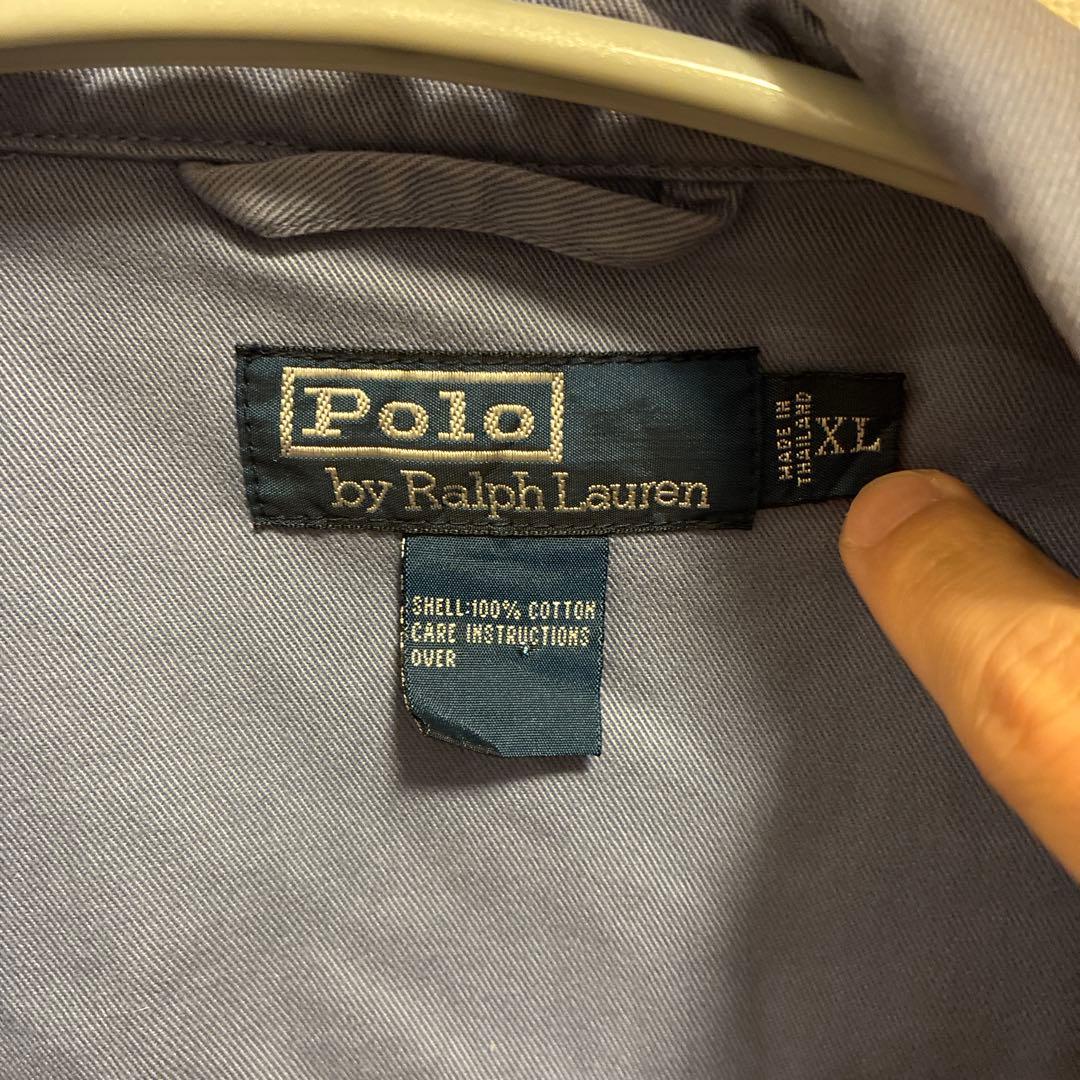 Polo
by Ralph Lauren
MADE IN
THAILAND
XL
SHELL:100% COTTON
CARE INSTRUCTIONS
OVER